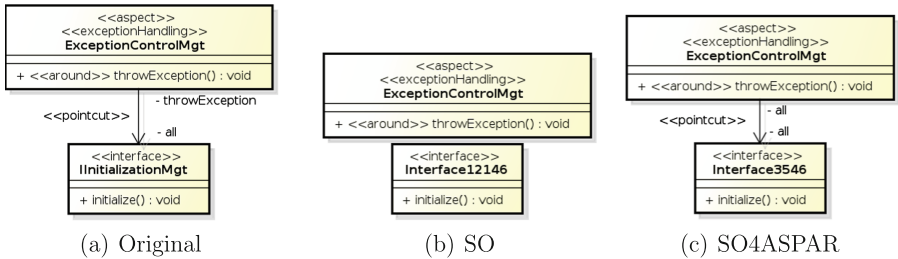 <<aspect>>
<<exceptionHandling>>
ExceptionControlMgt
+ <<around>> throwException() : void
- throwException
<<pointcut>>
- all
<<interface>>
IInitializationMgt
+ initialize() : void
(a) Original
<<aspect>>
<<exceptionHandling>>
ExceptionControlMgt
+ <<around>> throwException() : void
<<interface>>
Interface12146
+ initialize() : void
(b) SO
<<aspect>>
<<exceptionHandling>>
ExceptionControlMgt
+ <<around>> throwException() : void
- all
<<pointcut>>
- all
<<interface>>
Interface3546
+ initialize() : void
(c) SO4ASPAR